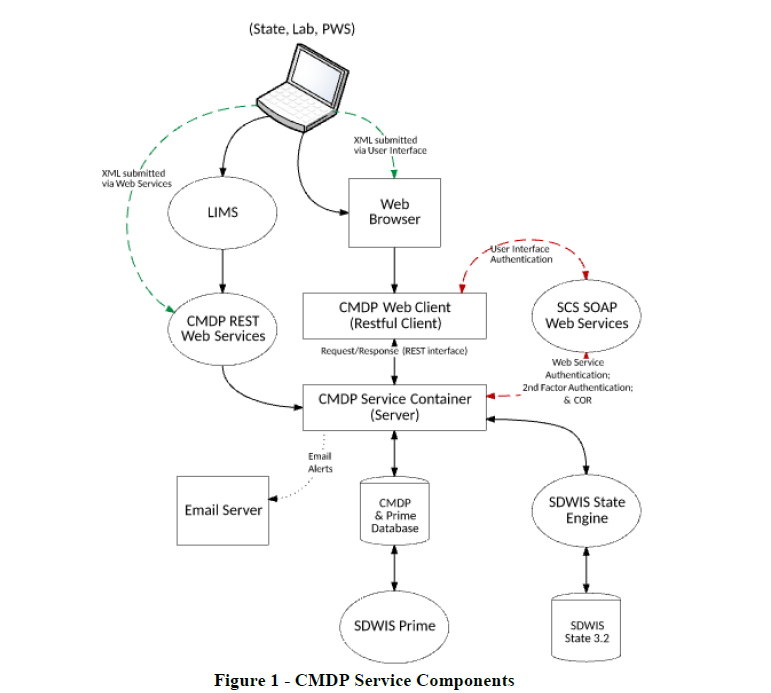 (State, Lab, PWS)
XML submitted
via User Interface
XML submitted
via Web Services
LIMS
Web
Browser
User Interface
Authentication
CMDP REST
Web Services
CMDP Web Client
(Restful Client)
SCS SOAP
Web Services
Request/Response (REST interface)
Web Service
Authentication;
2nd Factor Authentication;
& COR
CMDP Service Container
(Server)
Email
Alerts
Email Server
CMDP
& Prime
Database
SDWIS State
Engine
SDWIS Prime
SDWIS
State 3.2
Figure 1 - CMDP Service Components